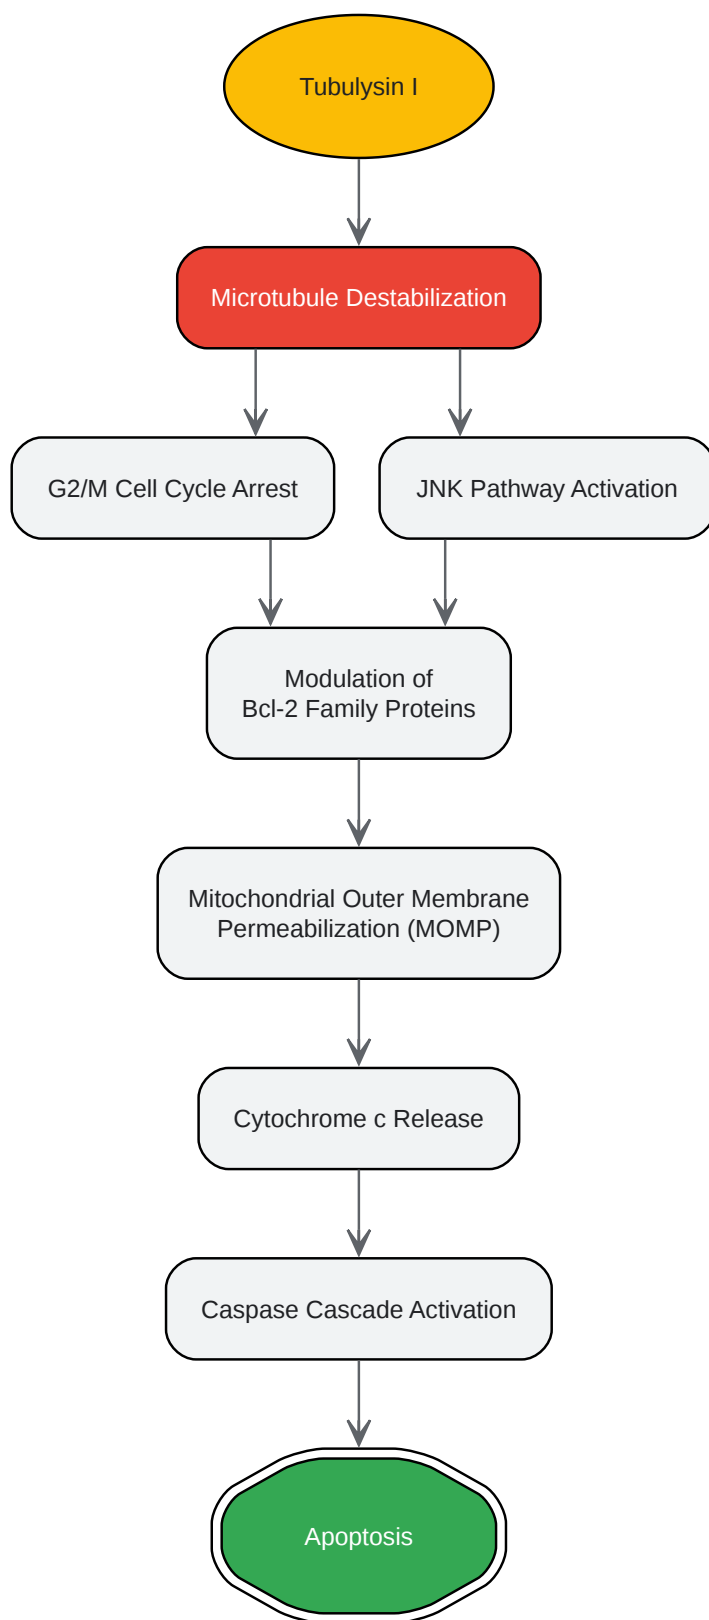 Tubulysin I
Microtubule Destabilization
G2/M Cell Cycle Arrest
JNK Pathway Activation
Modulation of
Bcl-2 Family Proteins
Mitochondrial Outer Membrane
Permeabilization (MOMP)
Cytochrome c Release
Caspase Cascade Activation
Apoptosis